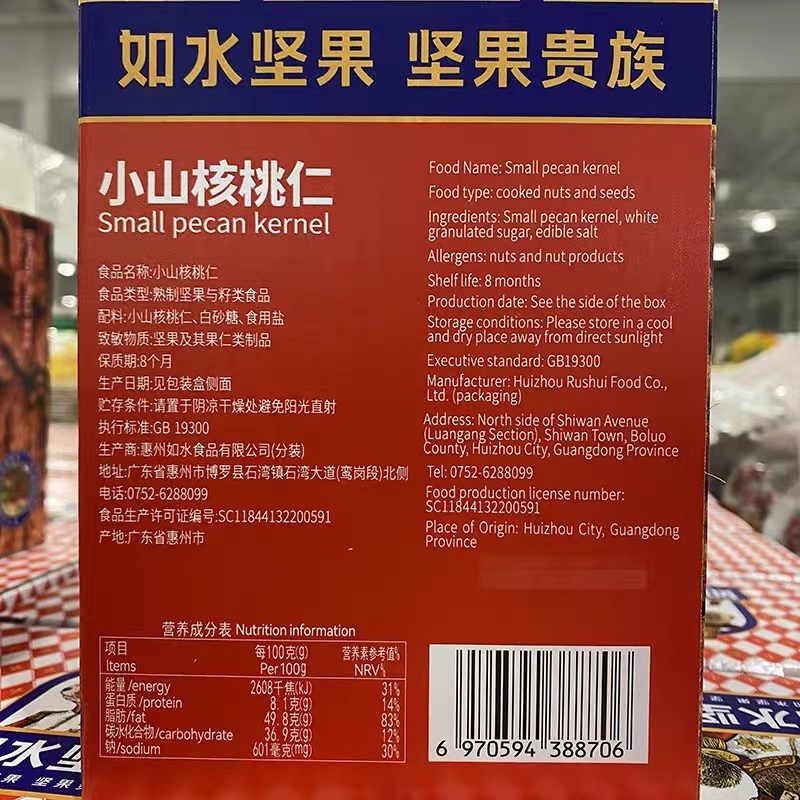 如水坚果 坚果贵族
小山核桃仁
Small pecan kernel
食品名称:小山核桃仁
食品类型:熟制坚果与籽类食品
配料:小山核桃仁、白砂糖、食用盐
致敏物质:坚果及其果仁类制品
保质期:8个月
生产日期:见包装盒侧面
贮存条件:请置于阴凉干燥处避免阳光直射
执行标准:GB 19300
生产商:惠州如水食品有限公司(分装)
地址:广东省惠州市博罗县石湾镇石湾大道(鸾岗段)北侧
电话:0752-6288099
食品生产许可证编号:SC11844132200591
产地:广东省惠州市
Food Name: Small pecan kernel
Food type: cooked nuts and seeds
Ingredients: Small pecan kernel, white
granulated sugar, edible salt
Allergens: nuts and nut products
Shelf life: 8 months
Production date: See the side of the box
Storage conditions: Please store in a cool
and dry place away from direct sunlight
Executive standard: GB19300
Manufacturer: Huizhou Rushui Food Co.,
Ltd. (packaging)
Address: North side of Shiwan Avenue
(Luangang Section), Shiwan Town, Boluo
County, Huizhou City, Guangdong Province
Tel: 0752-6288099
Food production license number:
SC11844132200591
Place of Origin: Huizhou City, Guangdong
Province
营养成分表 Nutrition information
项目 每100克(g) 营养素参考值%
Items Per100g NRV%
能量/energy 2608千焦(kJ) 31%
蛋白质/protein 8.1克(g) 14%
脂肪/fat 49.8克(g) 83%
碳水化合物/carbohydrate 36.9克(g) 12%
钠/sodium 601毫克(mg) 30%
6 970594 388706